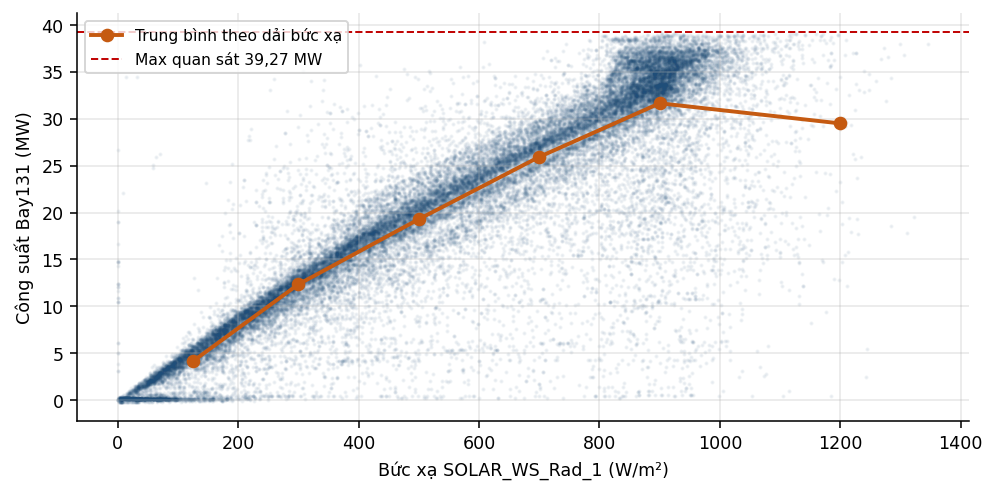 Trung bình theo dải bức xạ
Max quan sát 39,27 MW
Công suất Bay131 (MW)
40
35
30
25
20
15
10
5
0
0 200 400 600 800 1000 1200 1400
Bức xạ SOLAR_WS_Rad_1 (W/m²)